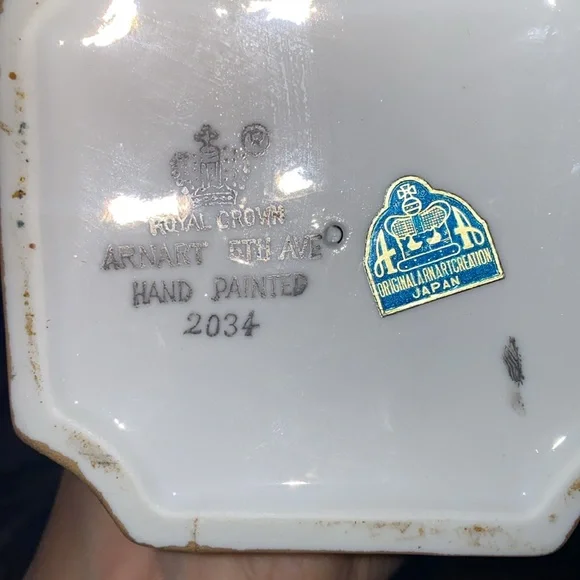 ®
ROYAL CROWN
ARNART 5TH AVE
HAND PAINTED
2034
A A
ORIGINAL ARNART CREATION
JAPAN